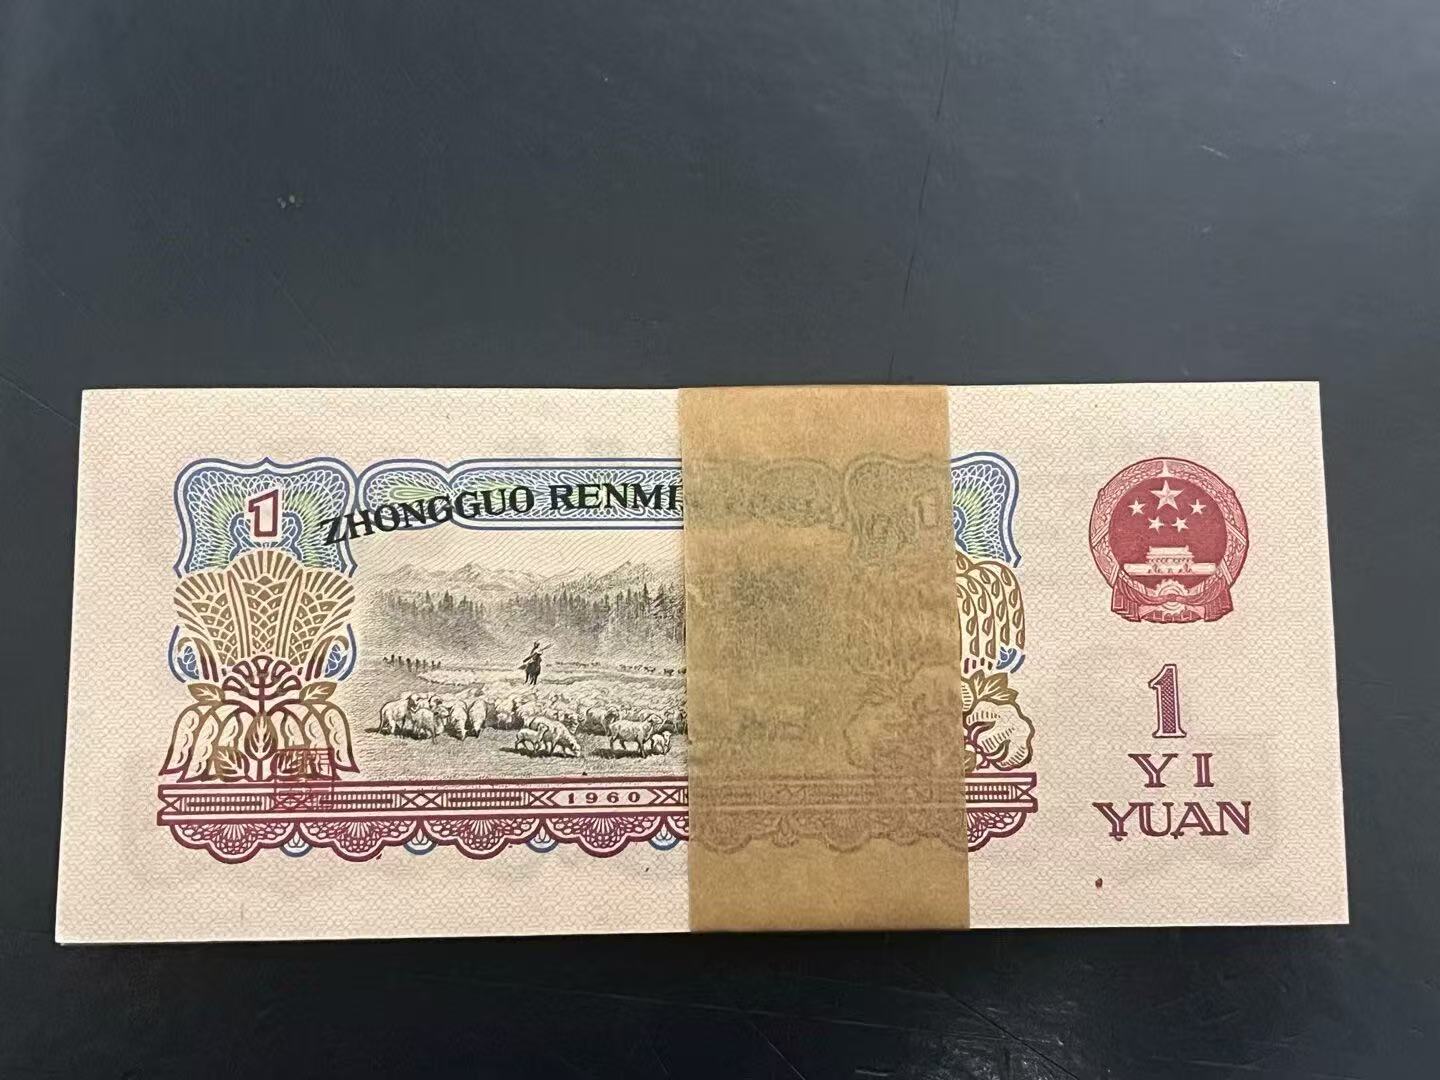 1
ZHONGGUO RENMI
1960
1
YI
YUAN